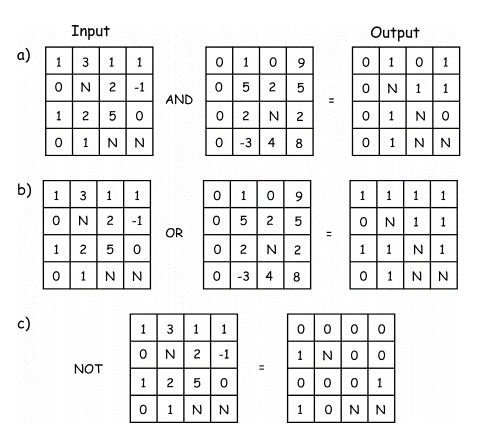 Input Output
a)
1 3 1 1 0 1 0 9 0 1 0 1
0 N 2 -1 0 5 2 5 0 N 1 1
AND =
1 2 5 0 0 2 N 2 0 1 N 0
0 1 N N 0 -3 4 8 0 1 N N
b)
1 3 1 1 0 1 0 9 1 1 1 1
0 N 2 -1 0 5 2 5 0 N 1 1
OR =
1 2 5 0 0 2 N 2 1 1 N 1
0 1 N N 0 -3 4 8 0 1 N N
c)
1 3 1 1 0 0 0 0
0 N 2 -1 1 N 0 0
NOT =
1 2 5 0 0 0 0 1
0 1 N N 1 0 N N